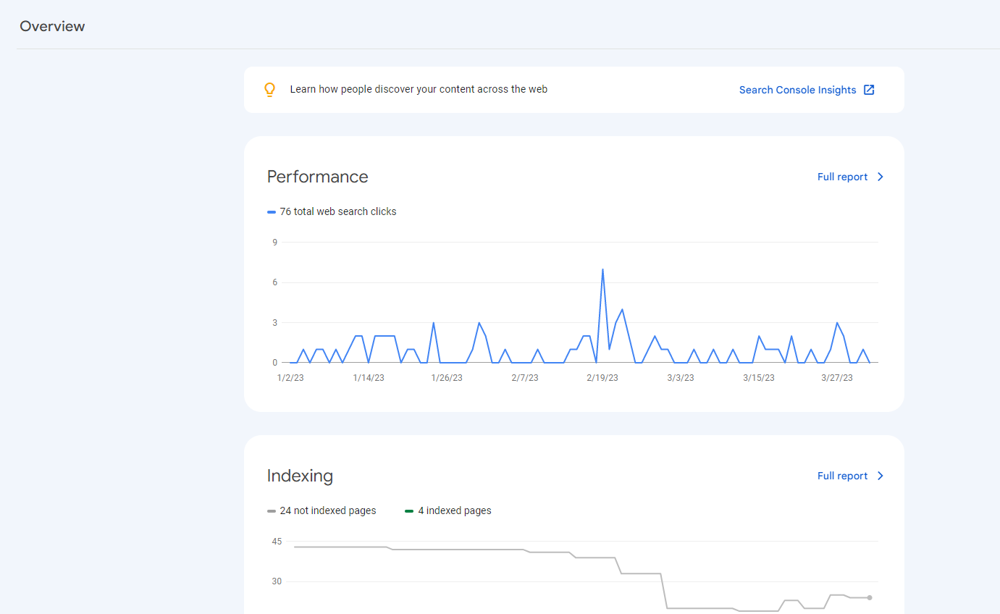 Overview
Learn how people discover your content across the web
Search Console Insights
Performance
Full report
76 total web search clicks
9
6
3
0
1/2/23 1/14/23 1/26/23 2/7/23 2/19/23 3/3/23 3/15/23 3/27/23
Indexing
Full report
24 not indexed pages 4 indexed pages
45
30